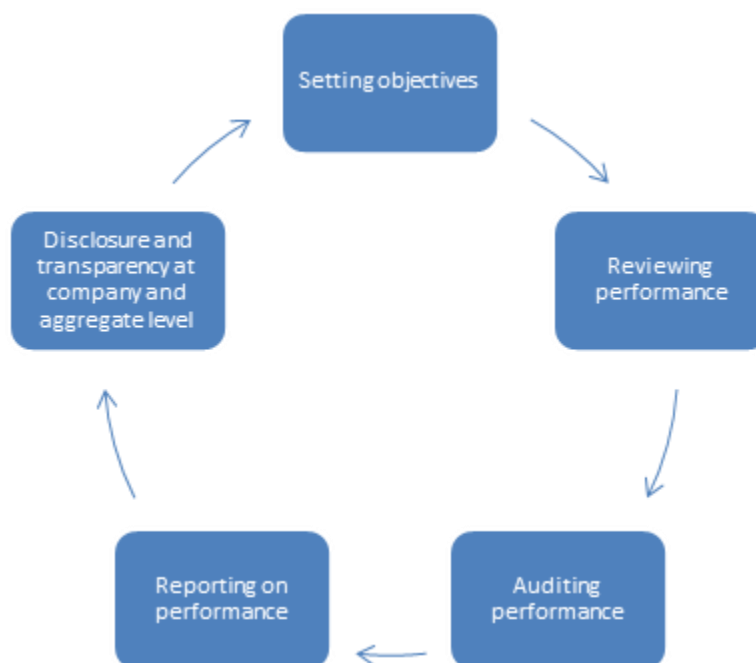 Setting objectives
Reviewing
performance
Auditing
performance
Reporting on
performance
Disclosure and
transparency at
company and
aggregate level